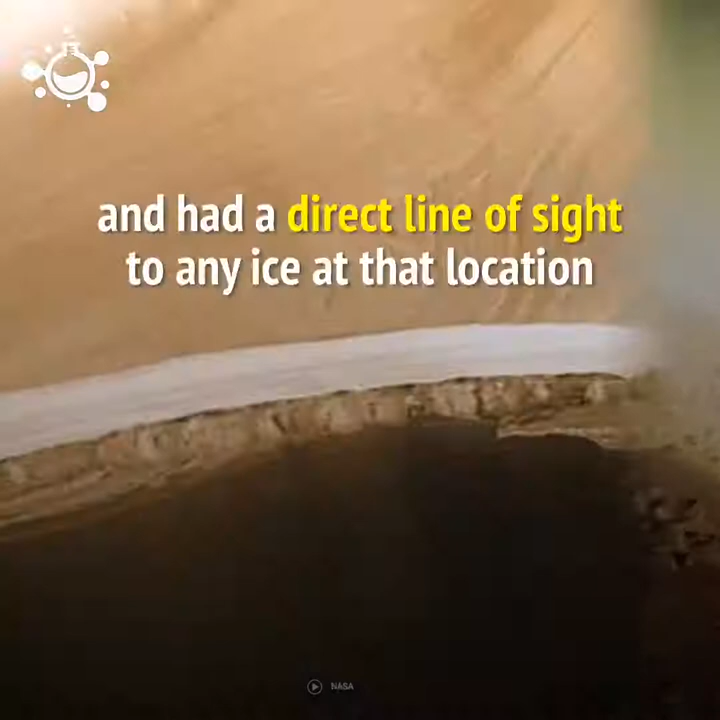 and had a direct line of sight
to any ice at that location
NASA